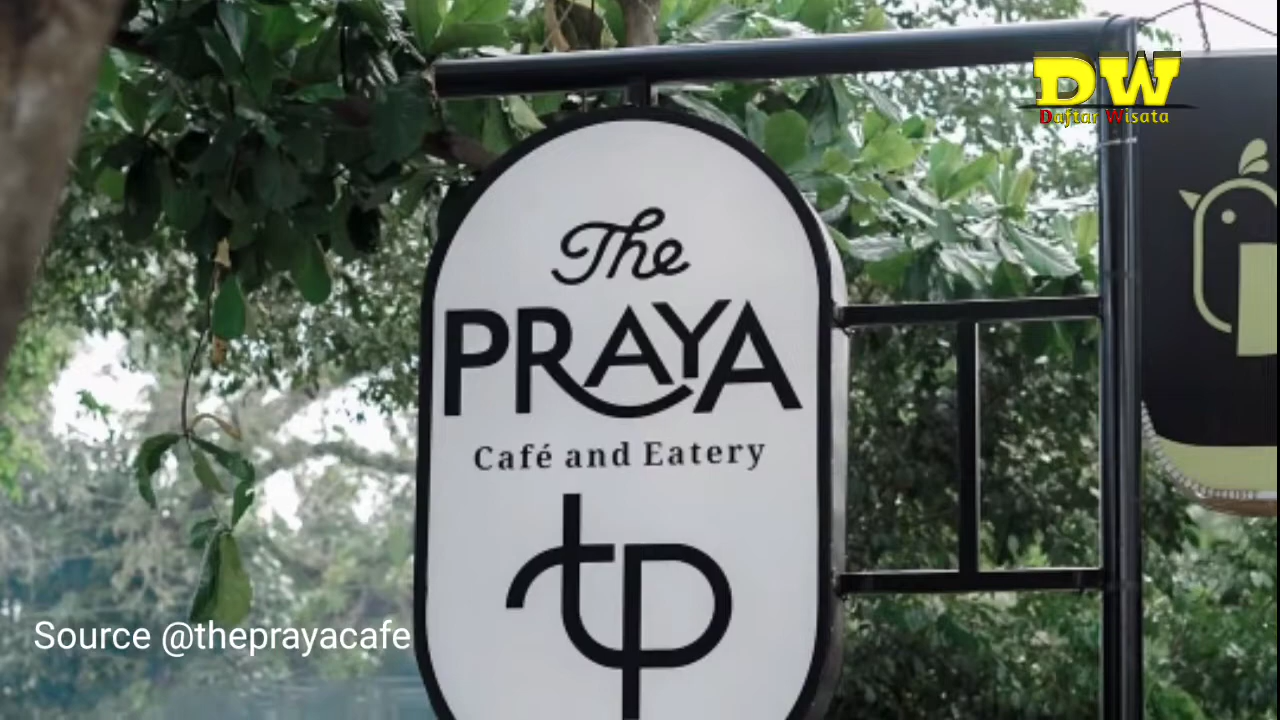 DW
Daftar Wisata
The
PRAYA
Café and Eatery
tp
Source @theprayacafe